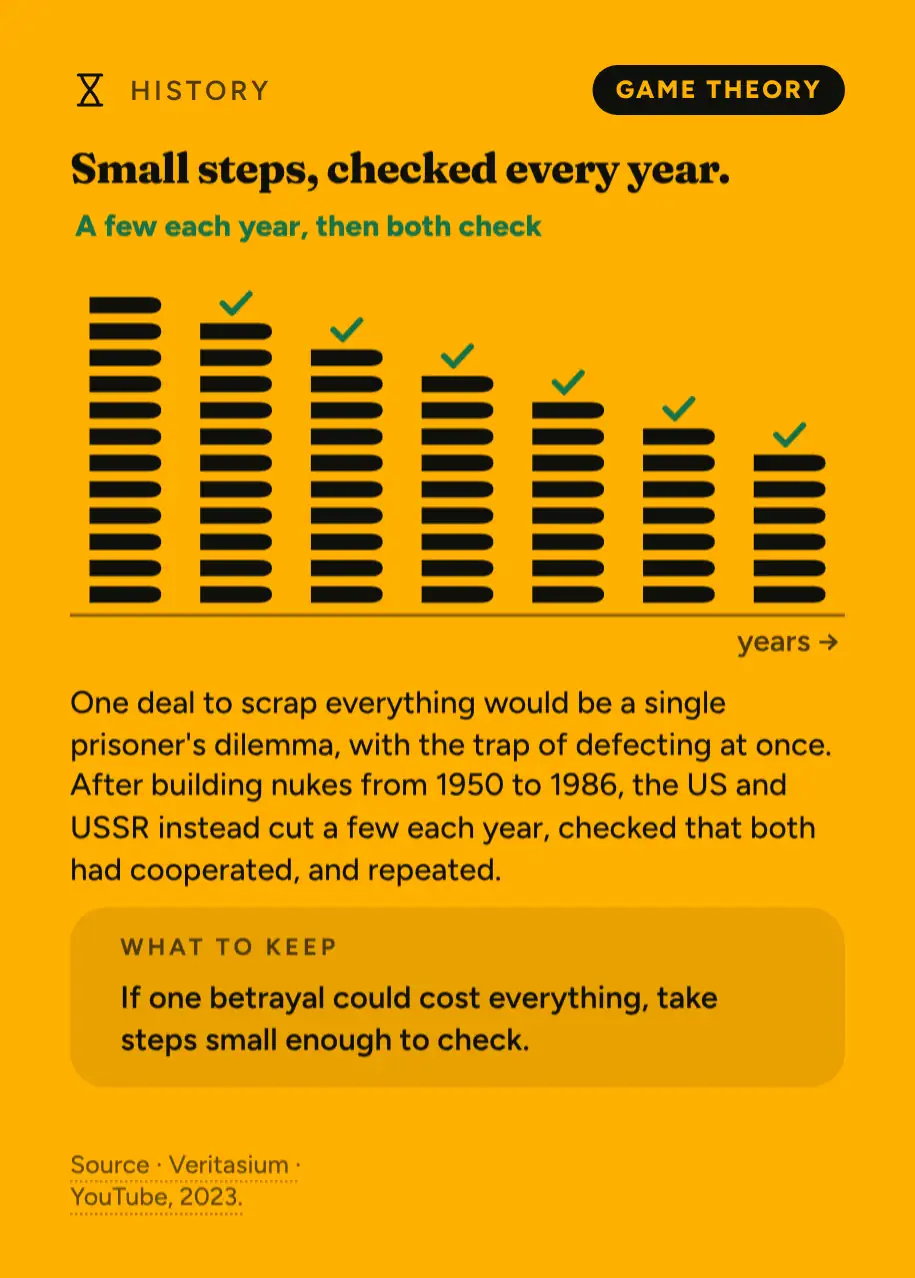 HISTORY
GAME THEORY
Small steps, checked every year.
A few each year, then both check
years →
One deal to scrap everything would be a single
prisoner's dilemma, with the trap of defecting at once.
After building nukes from 1950 to 1986, the US and
USSR instead cut a few each year, checked that both
had cooperated, and repeated.
WHAT TO KEEP
If one betrayal could cost everything, take
steps small enough to check.
Source · Veritasium ·
YouTube, 2023.